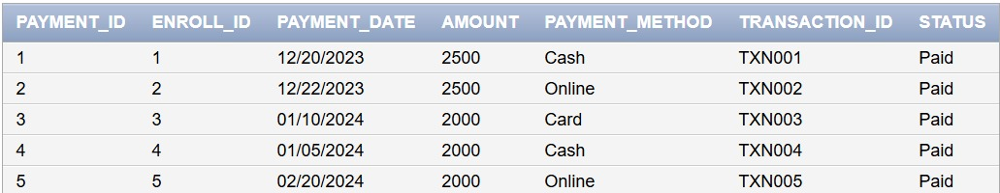 PAYMENT_ID ENROLL_ID PAYMENT_DATE AMOUNT PAYMENT_METHOD TRANSACTION_ID STATUS
1 1 12/20/2023 2500 Cash TXN001 Paid
2 2 12/22/2023 2500 Online TXN002 Paid
3 3 01/10/2024 2000 Card TXN003 Paid
4 4 01/05/2024 2000 Cash TXN004 Paid
5 5 02/20/2024 2000 Online TXN005 Paid